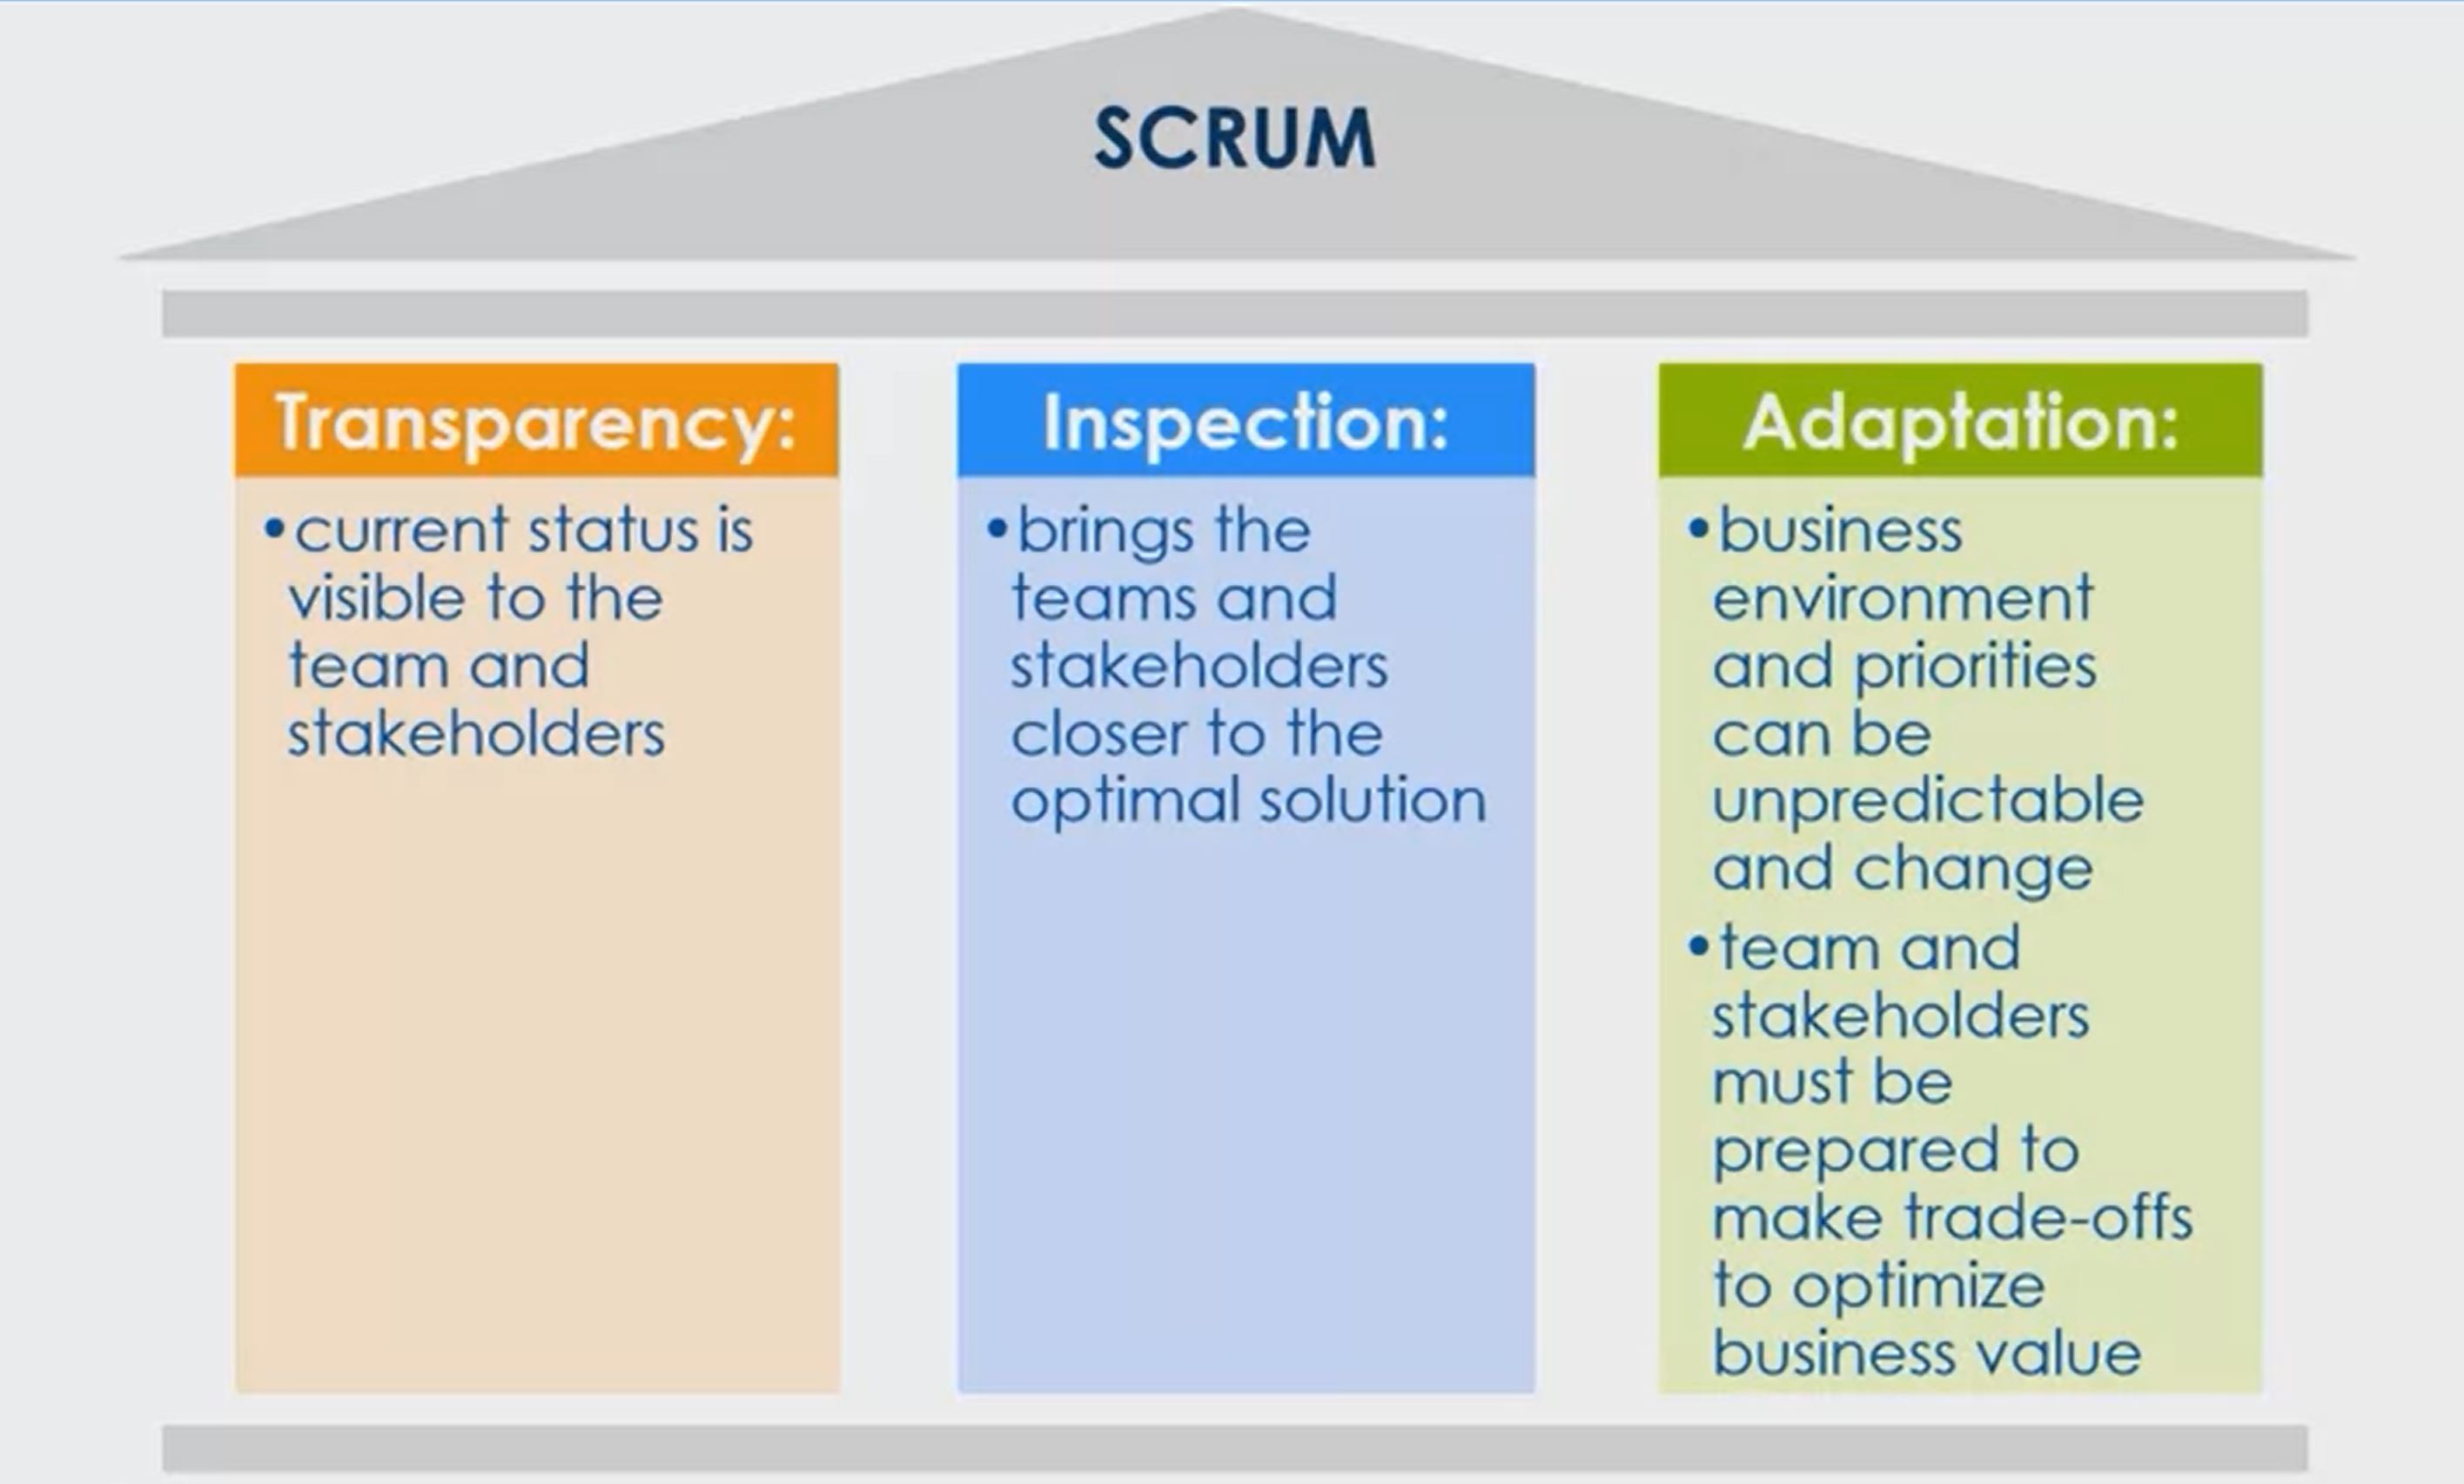 SCRUM
Transparency:
•current status is
visible to the
team and
stakeholders
Inspection:
•brings the
teams and
stakeholders
closer to the
optimal solution
Adaptation:
•business
environment
and priorities
can be
unpredictable
and change
•team and
stakeholders
must be
prepared to
make trade-offs
to optimize
business value